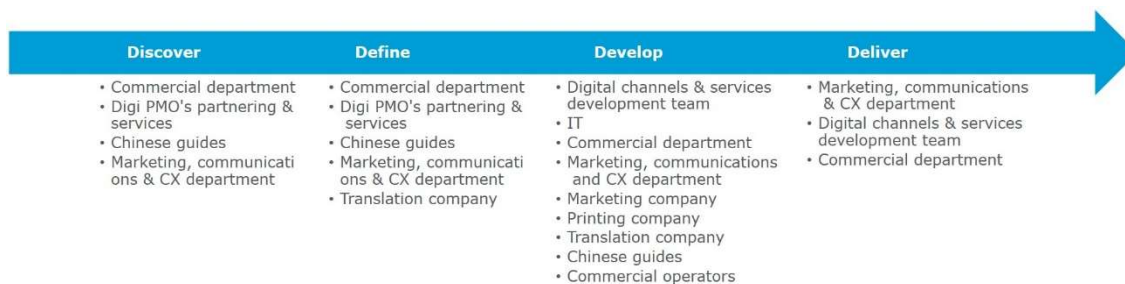 Discover
Define
Develop
Deliver
• Commercial department
• Digi PMO's partnering &
services
• Chinese guides
• Marketing, communicati
ons & CX department
• Commercial department
• Digi PMO's partnering &
services
• Chinese guides
• Marketing, communicati
ons & CX department
• Translation company
• Digital channels & services
development team
• IT
• Commercial department
• Marketing, communications
and CX department
• Marketing company
• Printing company
• Translation company
• Chinese guides
• Commercial operators
• Marketing, communications
& CX department
• Digital channels & services
development team
• Commercial department